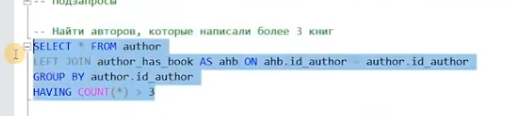 -- Подзапросы
-- Найти авторов, которые написали более 3 книг
SELECT * FROM author
LEFT JOIN author_has_book AS ahb ON ahb.id_author = author.id_author
GROUP BY author.id_author
HAVING COUNT(*) > 3